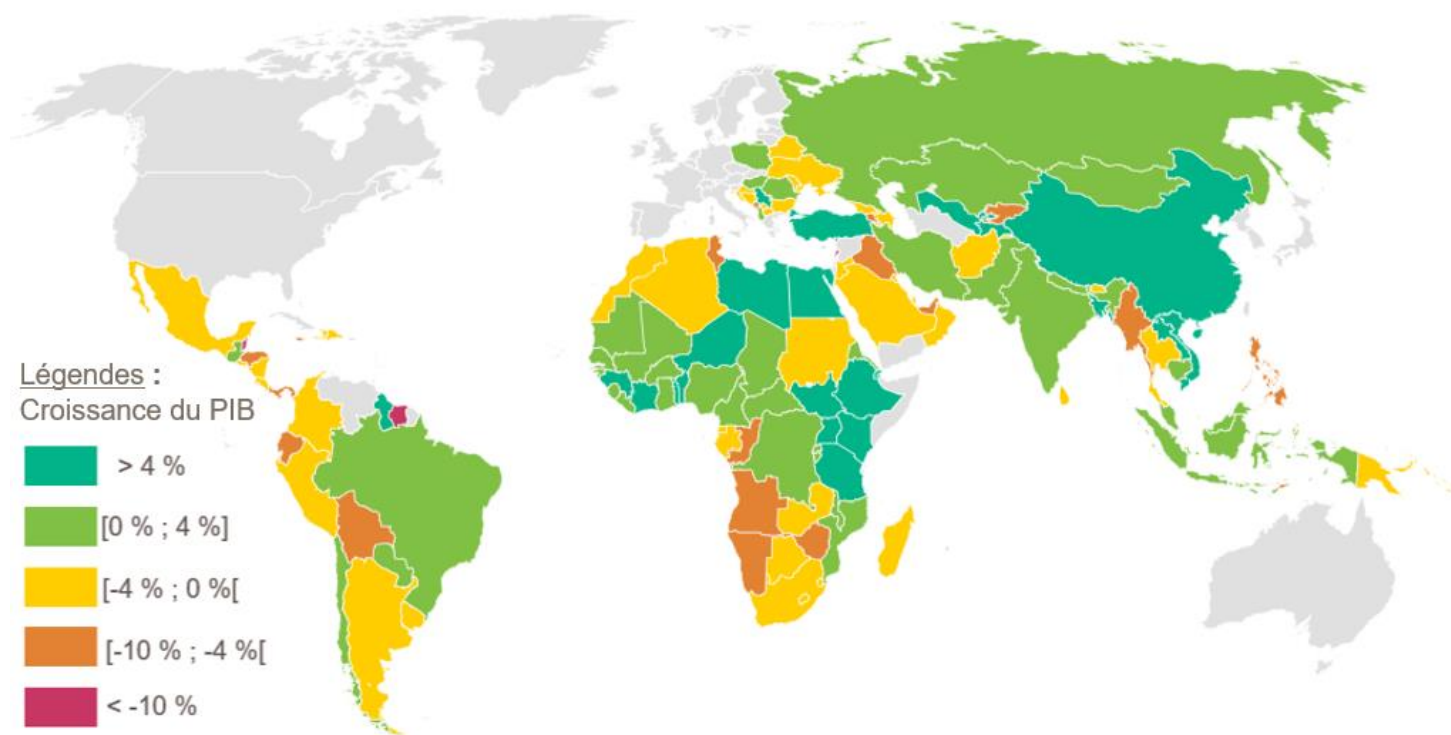 Légendes :
Croissance du PIB
> 4 %
[0 % ; 4 %]
[-4 % ; 0 %[
[-10 % ; -4 %[
< -10 %